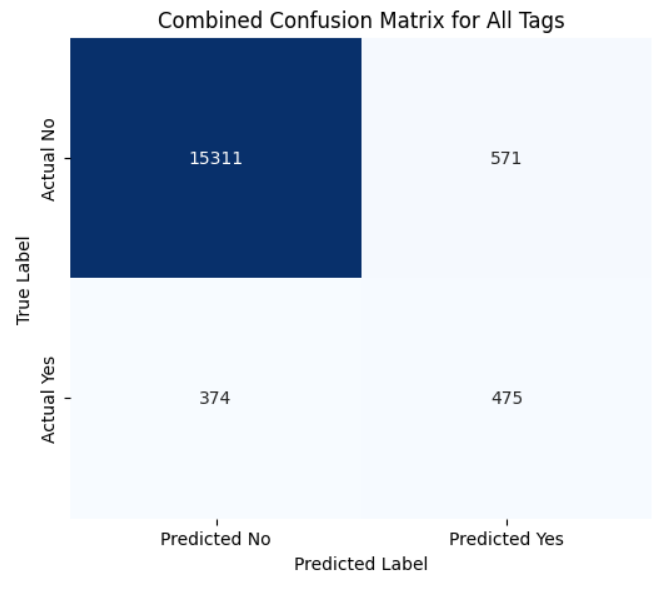 Combined Confusion Matrix for All Tags
True Label
Actual No
15311
571
Actual Yes
374
475
Predicted No
Predicted Yes
Predicted Label